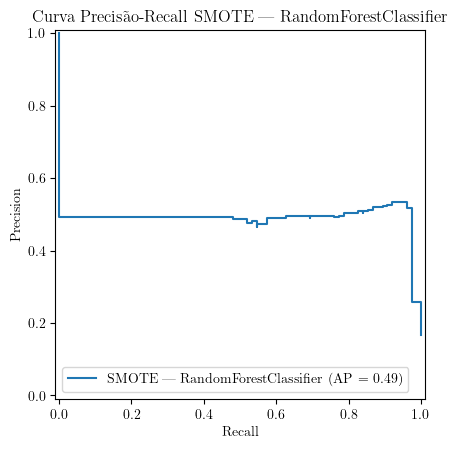 Curva Precisão-Recall SMOTE — RandomForestClassifier
1.0
0.8
0.6
0.4
0.2
0.0
Precision
SMOTE — RandomForestClassifier (AP = 0.49)
0.0 0.2 0.4 0.6 0.8 1.0
Recall